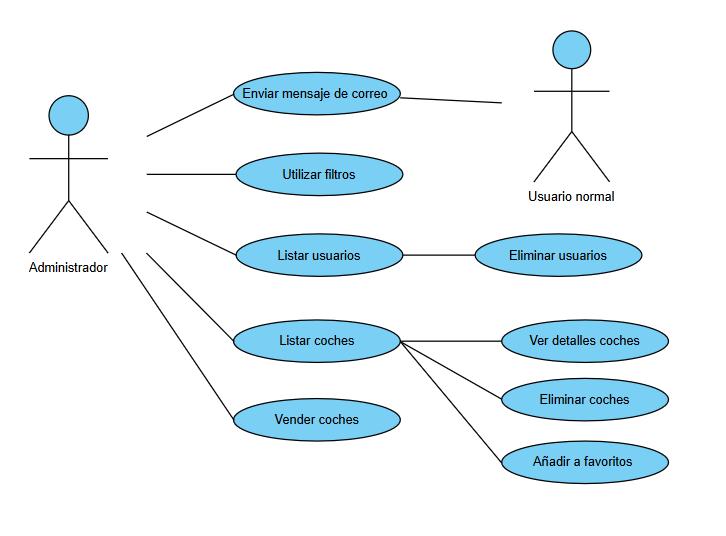 Enviar mensaje de correo
Utilizar filtros
Usuario normal
Listar usuarios
Eliminar usuarios
Administrador
Listar coches
Ver detalles coches
Eliminar coches
Vender coches
Añadir a favoritos